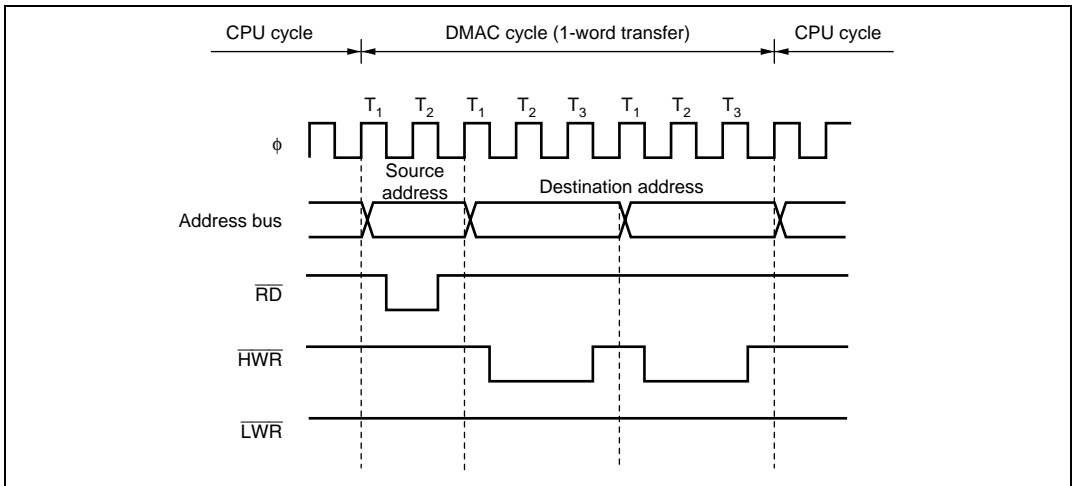 CPU cycle DMAC cycle (1-word transfer) CPU cycle
T1 T2 T1 T2 T3 T1 T2 T3
ϕ
Source
address
Destination address
Address bus
RD
HWR
LWR